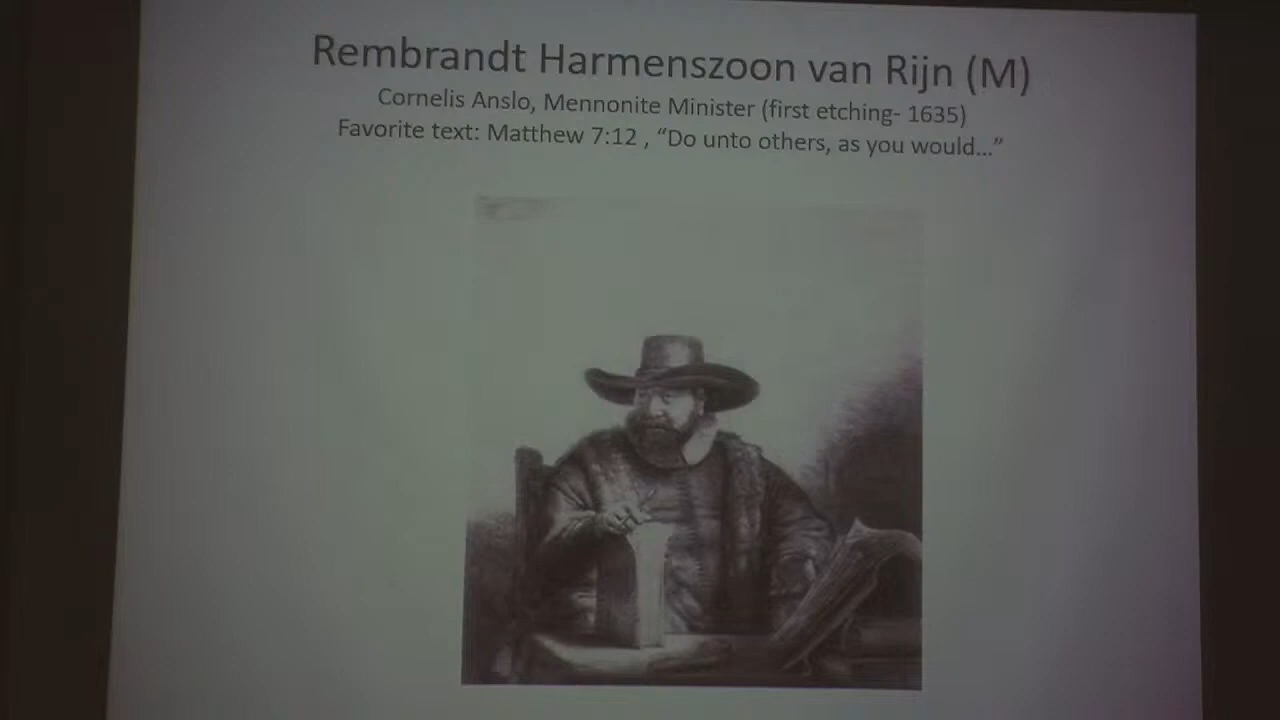 Rembrandt Harmenszoon van Rijn (M)
Cornelis Anslo, Mennonite Minister (first etching- 1635)
Favorite text: Matthew 7:12 , “Do unto others, as you would…”